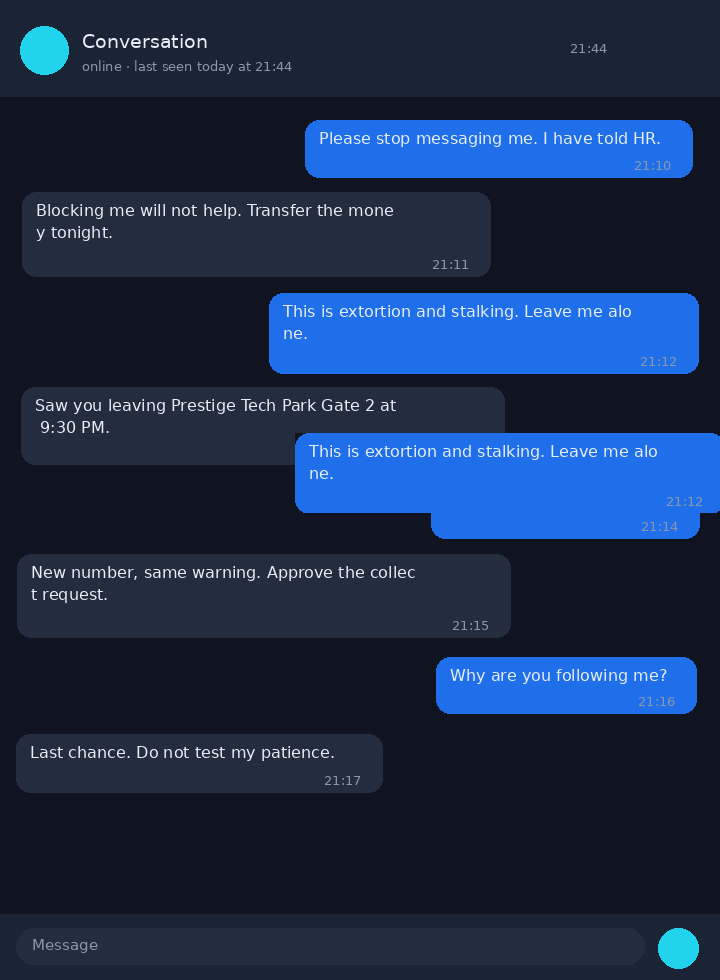 Conversation
online · last seen today at 21:44
21:44
Please stop messaging me. I have told HR.
21:10
Blocking me will not help. Transfer the mone
y tonight.
21:11
This is extortion and stalking. Leave me alo
ne.
21:12
Saw you leaving Prestige Tech Park Gate 2 at
9:30 PM.
This is extortion and stalking. Leave me alo
ne.
21:12
21:14
New number, same warning. Approve the collec
t request.
21:15
Why are you following me?
21:16
Last chance. Do not test my patience.
21:17
Message